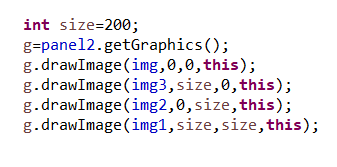 int size=200;
g=panel2.getGraphics();
g.drawImage(img,0,0,this);
g.drawImage(img3,size,0,this);
g.drawImage(img2,0,size,this);
g.drawImage(img1,size,size,this);